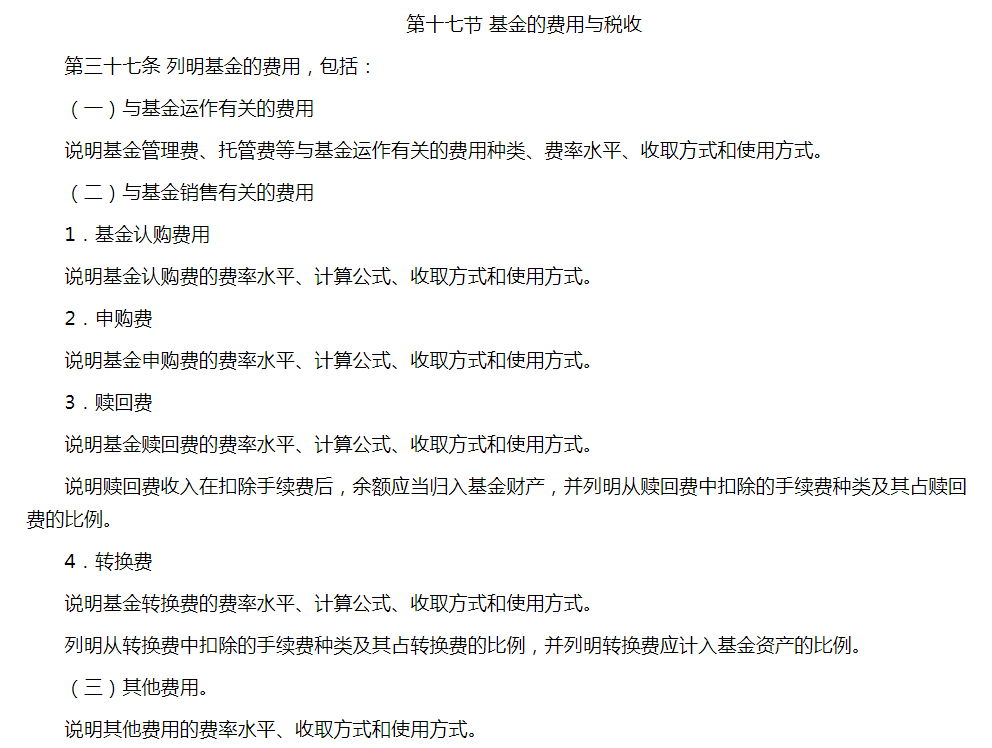 第十七节 基金的费用与税收
第三十七条 列明基金的费用，包括：
（一）与基金运作有关的费用
说明基金管理费、托管费等与基金运作有关的费用种类、费率水平、收取方式和使用方式。
（二）与基金销售有关的费用
1．基金认购费用
说明基金认购费的费率水平、计算公式、收取方式和使用方式。
2．申购费
说明基金申购费的费率水平、计算公式、收取方式和使用方式。
3．赎回费
说明基金赎回费的费率水平、计算公式、收取方式和使用方式。
说明赎回费收入在扣除手续费后，余额应当归入基金财产，并列明从赎回费中扣除的手续费种类及其占赎回
费的比例。
4．转换费
说明基金转换费的费率水平、计算公式、收取方式和使用方式。
列明从转换费中扣除的手续费种类及其占转换费的比例，并列明转换费应计入基金资产的比例。
（三）其他费用。
说明其他费用的费率水平、收取方式和使用方式。